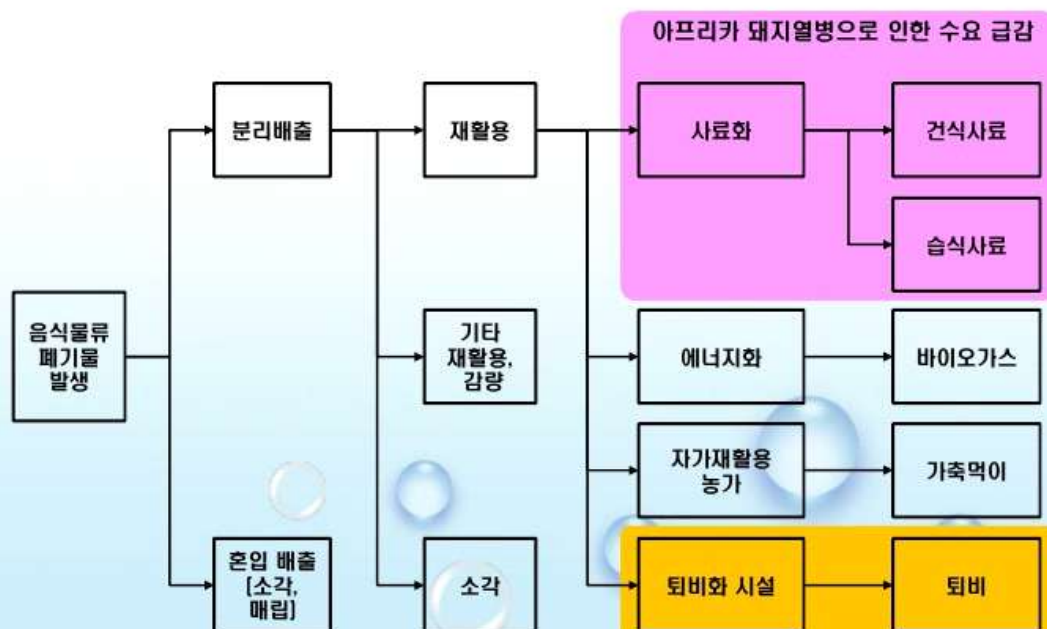 아프리카 돼지열병으로 인한 수요 급감
분리배출
재활용
사료화
건식사료
습식사료
음식물류
폐기물
발생
기타
재활용,
감량
에너지화
바이오가스
자가재활용
농가
가축먹이
혼입 배출
[소각,
매립]
소각
퇴비화 시설
퇴비